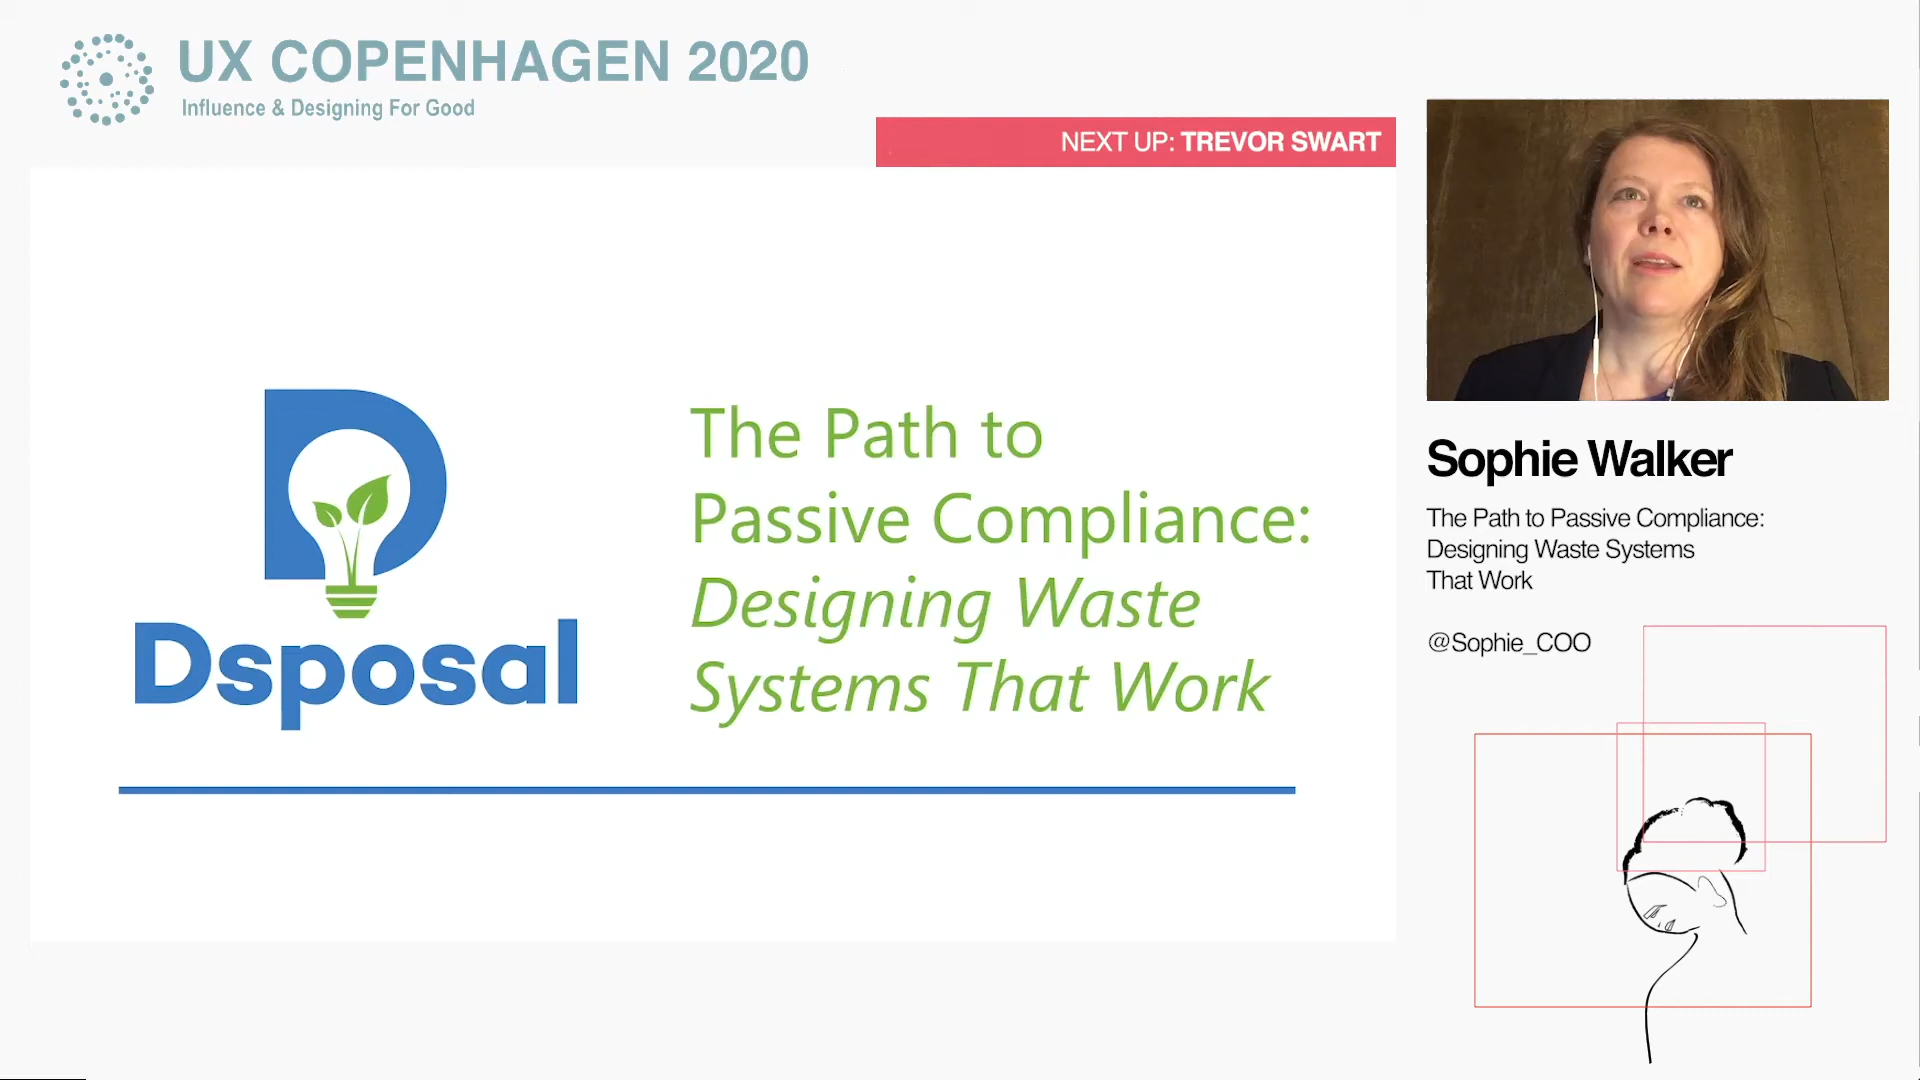 UX COPENHAGEN 2020
Influence & Designing For Good
NEXT UP: TREVOR SWART
Dsposal
The Path to
Passive Compliance:
Designing Waste
Systems That Work
Sophie Walker
The Path to Passive Compliance:
Designing Waste Systems
That Work
@Sophie_COO